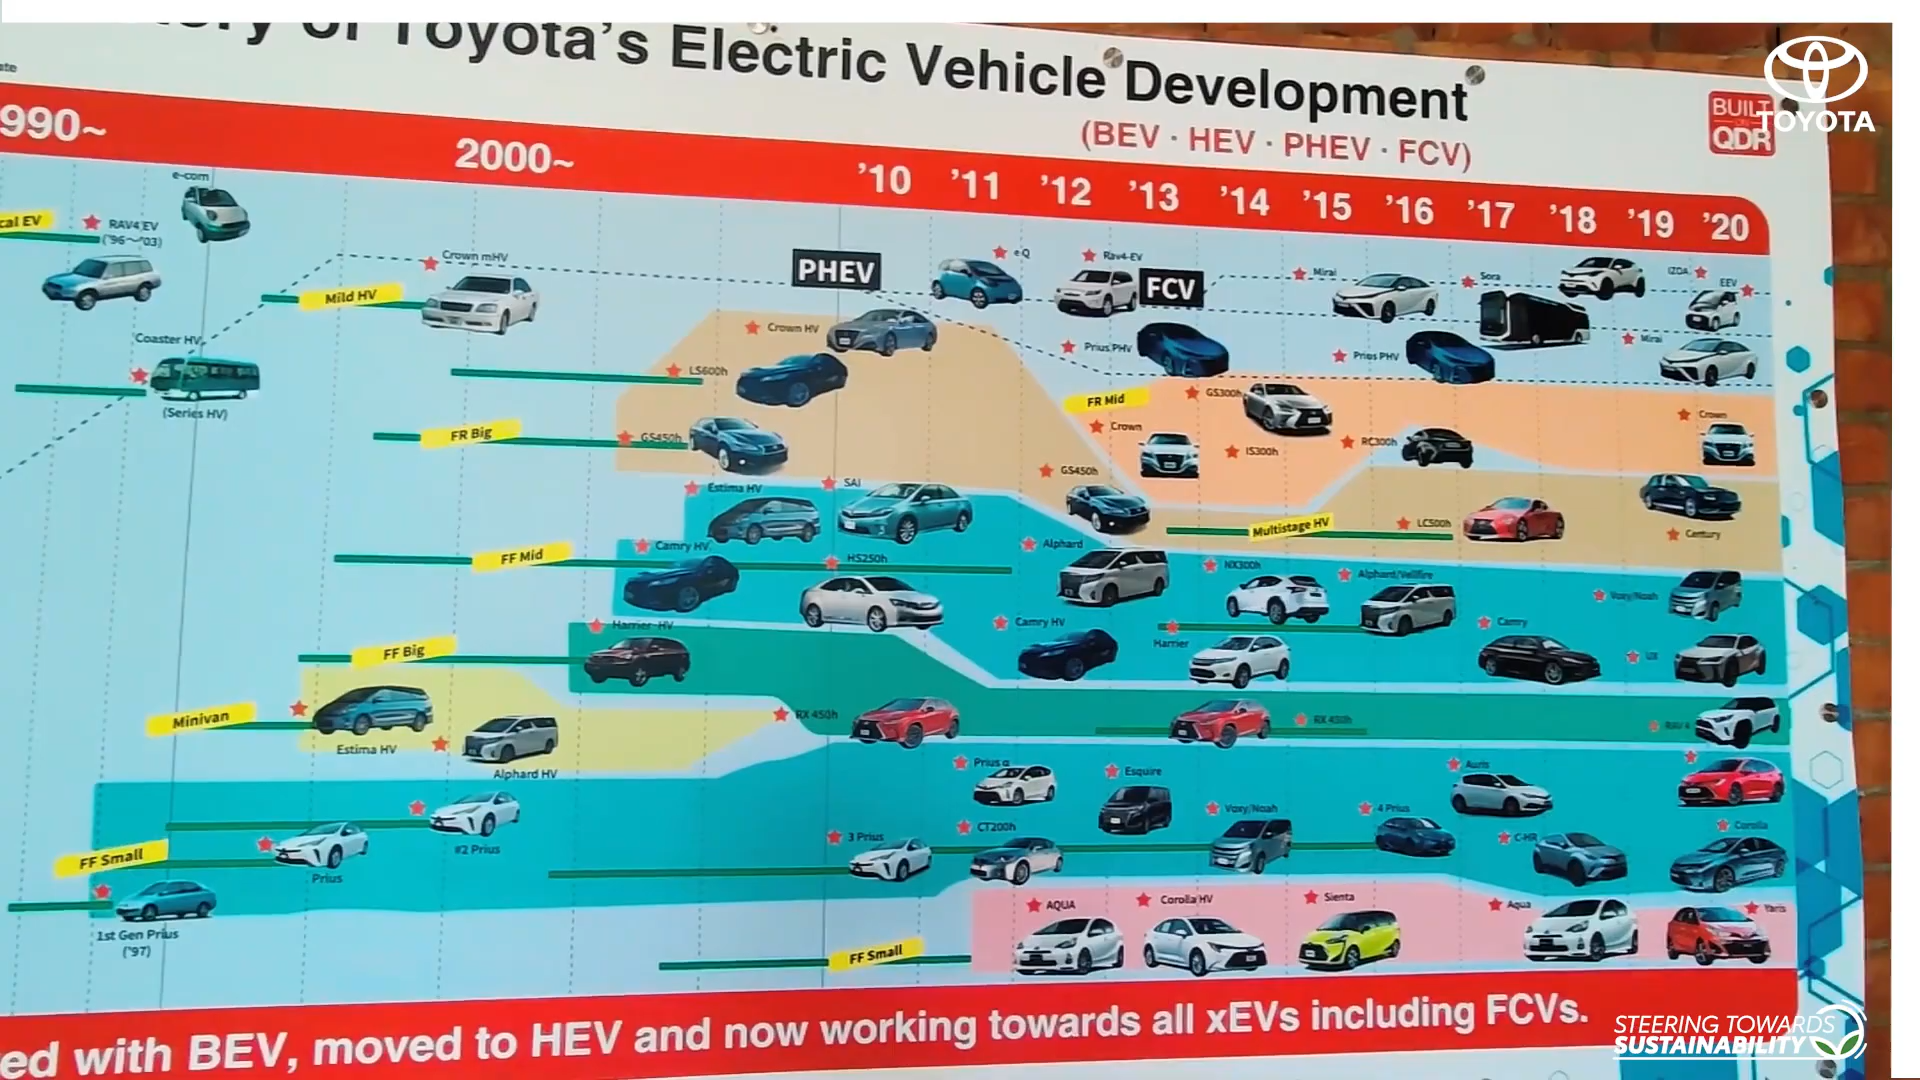 of Toyota's Electric Vehicle Development
(BEV · HEV · PHEV · FCV)
BUILT
QDR
TOYOTA
990~
2000~
'10
'11
'12
'13
'14
'15
'16
'17
'18
'19
'20
e-com
cal EV
RAV4 EV
('96~'03)
Crown mHV
Mild HV
PHEV
eQ
Rav4-EV
FCV
Mirai
Sora
EEV
Coaster HV
(Series HV)
Crown HV
LS600h
Prius PHV
Prius PHV
Mirai
FR Mid
GS300h
Crown
IS300h
RC300h
Crown
FR Big
GS450h
GS450h
Estima HV
SAI
Multistage HV
LC500h
Century
FF Mid
Camry HV
HS250h
Alphard
NX300h
Alphard/Vellfire
Voxy/Noah
FF Big
Harrier HV
Camry HV
Harrier
Camry
UX
Minivan
Estima HV
Alphard HV
RX 450h
RX 450h
RAV 4
Prius α
Esquire
Auris
FF Small
1st Gen Prius
('97)
Prius
#2 Prius
3 Prius
CT200h
Voxy/Noah
4 Prius
C-HR
Corolla
FF Small
AQUA
Corolla HV
Sienta
Aqua
Yaris
ed with BEV, moved to HEV and now working towards all xEVs including FCVs.
STEERING TOWARDS
SUSTAINABILITY